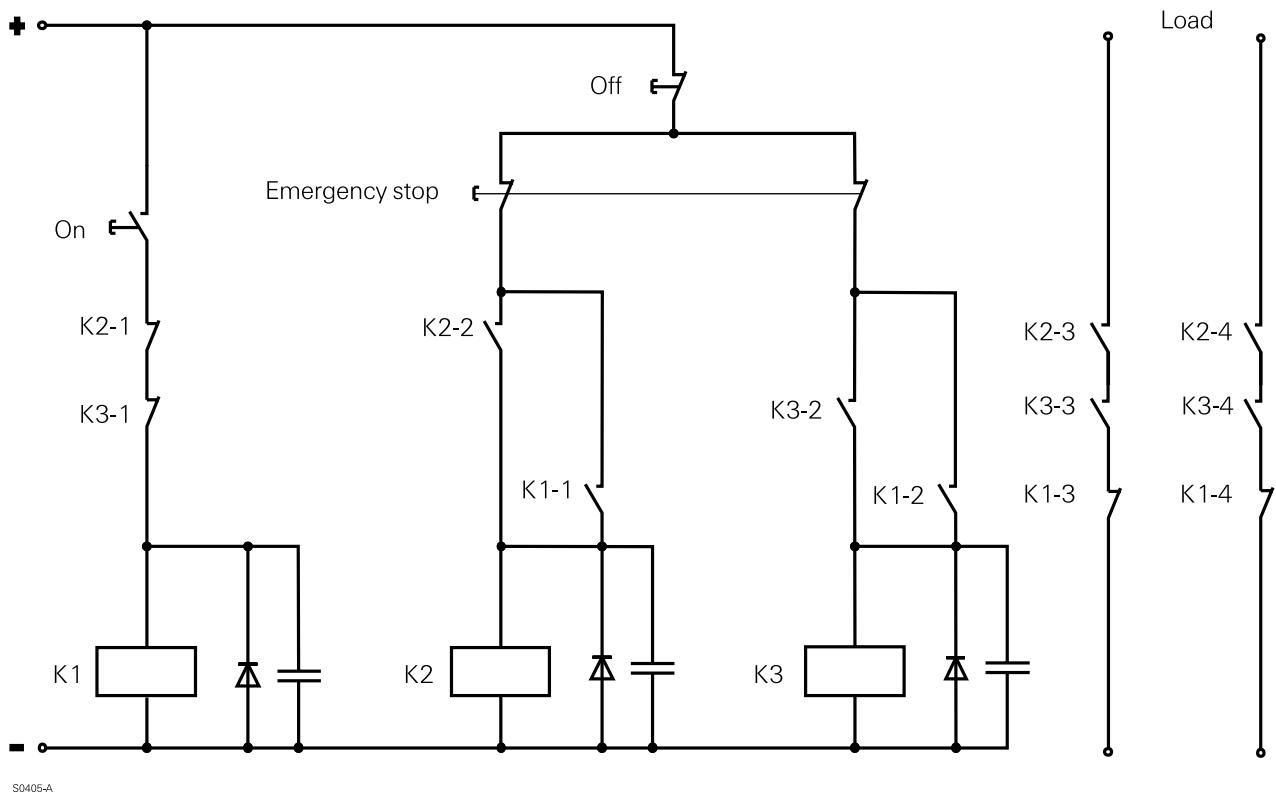 +
Load
Off
Emergency stop
On
K2-1
K2-2
K2-3
K2-4
K3-1
K3-2
K3-3
K3-4
K1-1
K1-2
K1-3
K1-4
K1
K2
K3
-
S0405-A